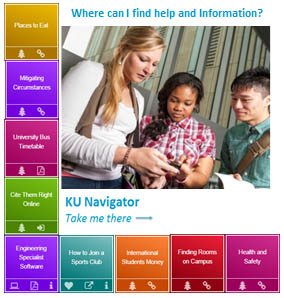 Where can I find help and Information?
Places to Eat
Mitigating
Circumstances
University Bus
Timetable
Cite Them Right
Online
KU Navigator
Take me there
Engineering
Specialist
Software
How to Join a
Sports Club
International
Students Money
Finding Rooms
on Campus
Health and
Safety